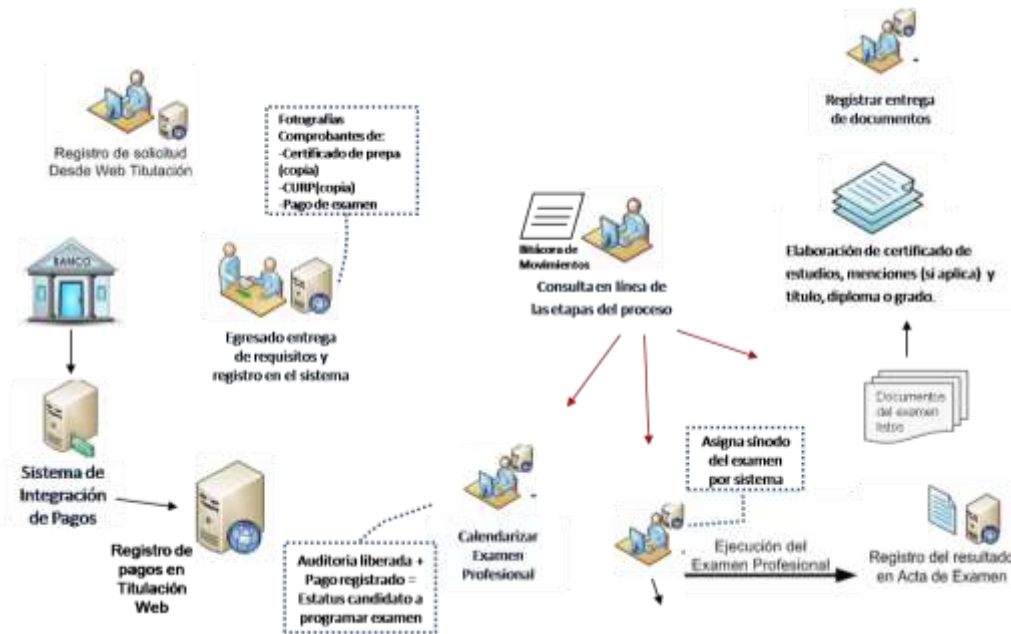 Registro de solicitud
Desde Web Titulación
Fotografías
Comprobantes de:
-Certificado de prepa
(copia)
-CURP(copia)
-Pago de examen
BANCO
Egresado entrega
de requisitos y
registro en el sistema
Sistema de
Integración
de Pagos
Registro de
pagos en
Titulación
Web
Auditoria liberada +
Pago registrado =
Estatus candidato a
programar examen
Calendarizar
Examen
Profesional
Bitácora de
Movimientos
Consulta en línea de
las etapas del proceso
Asigna sínodo
del examen
por sistema
Ejecución del
Examen Profesional
Registro del resultado
en Acta de Examen
Documentos
del examen
listos
Elaboración de certificado de
estudios, menciones (si aplica) y
título, diploma o grado.
Registrar entrega
de documentos